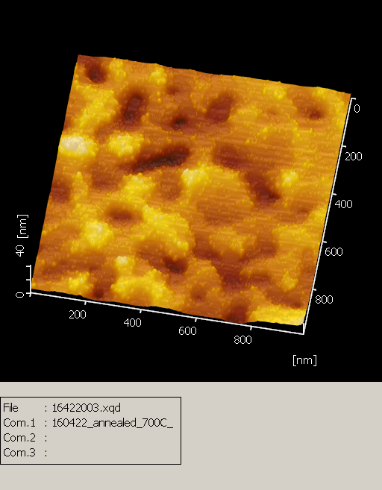 0
200
400
600
800
[nm]
40 [nm]
0
200
400
600
800
File : 16422003.xqd
Com.1 : 160422_annealed_700C_
Com.2 :
Com.3 :